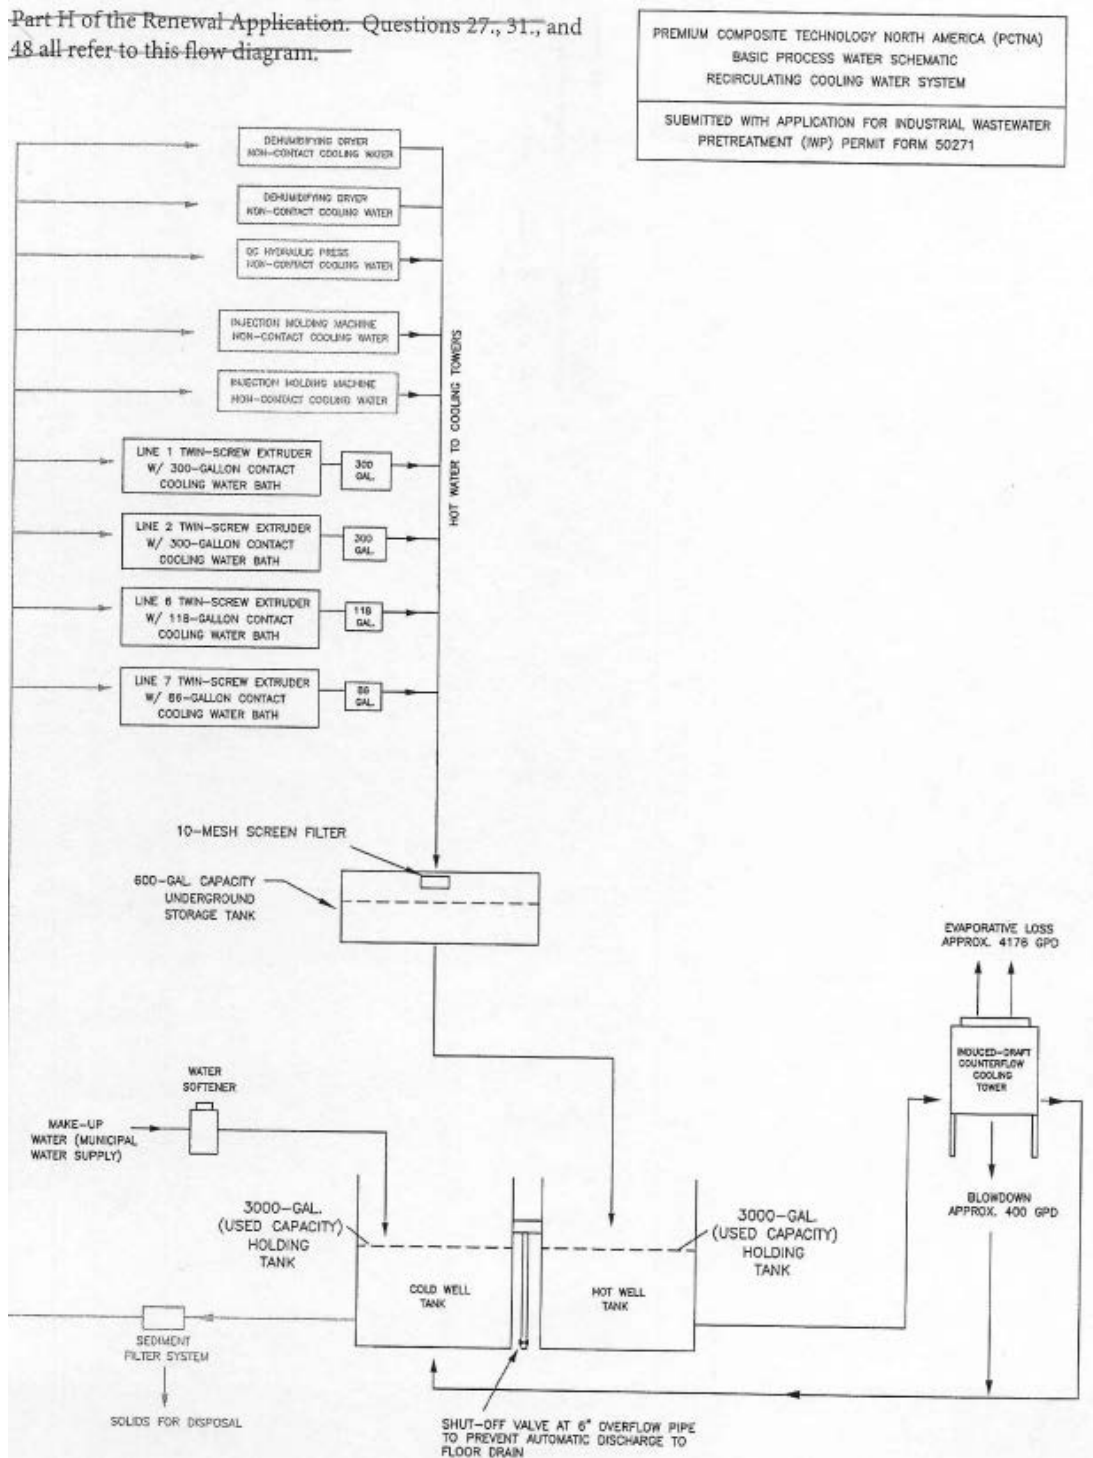 Part H of the Renewal Application. Questions 27., 31., and
48 all refer to this flow diagram.
PREMIUM COMPOSITE TECHNOLOGY NORTH AMERICA (PCTNA)
BASIC PROCESS WATER SCHEMATIC
RECIRCULATING COOLING WATER SYSTEM
SUBMITTED WITH APPLICATION FOR INDUSTRIAL WASTEWATER
PRETREATMENT (IWP) PERMIT FORM 50271
DEHUMIDIFYING DRYER
NON-CONTACT COOLING WATER
DEHUMIDIFYING DRYER
NON-CONTACT COOLING WATER
QC HYDRAULIC PRESS
NON-CONTACT COOLING WATER
INJECTION MOLDING MACHINE
NON-CONTACT COOLING WATER
INJECTION MOLDING MACHINE
NON-CONTACT COOLING WATER
HOT WATER TO COOLING TOWERS
LINE 1 TWIN-SCREW EXTRUDER
W/ 300-GALLON CONTACT
COOLING WATER BATH
300
GAL.
LINE 2 TWIN-SCREW EXTRUDER
W/ 300-GALLON CONTACT
COOLING WATER BATH
300
GAL.
LINE 6 TWIN-SCREW EXTRUDER
W/ 118-GALLON CONTACT
COOLING WATER BATH
118
GAL.
LINE 7 TWIN-SCREW EXTRUDER
W/ 86-GALLON CONTACT
COOLING WATER BATH
86
GAL.
10-MESH SCREEN FILTER
600-GAL. CAPACITY
UNDERGROUND
STORAGE TANK
EVAPORATIVE LOSS
APPROX. 4176 GPD
INDUCED-DRAFT
COUNTERFLOW
COOLING
TOWER
WATER
SOFTENER
MAKE-UP
WATER (MUNICIPAL
WATER SUPPLY)
BLOWDOWN
APPROX. 400 GPD
3000-GAL.
(USED CAPACITY)
HOLDING
TANK
3000-GAL.
(USED CAPACITY)
HOLDING
TANK
COLD WELL
TANK
HOT WELL
TANK
SEDIMENT
FILTER SYSTEM
SOLIDS FOR DISPOSAL
SHUT-OFF VALVE AT 6" OVERFLOW PIPE
TO PREVENT AUTOMATIC DISCHARGE TO
FLOOR DRAIN